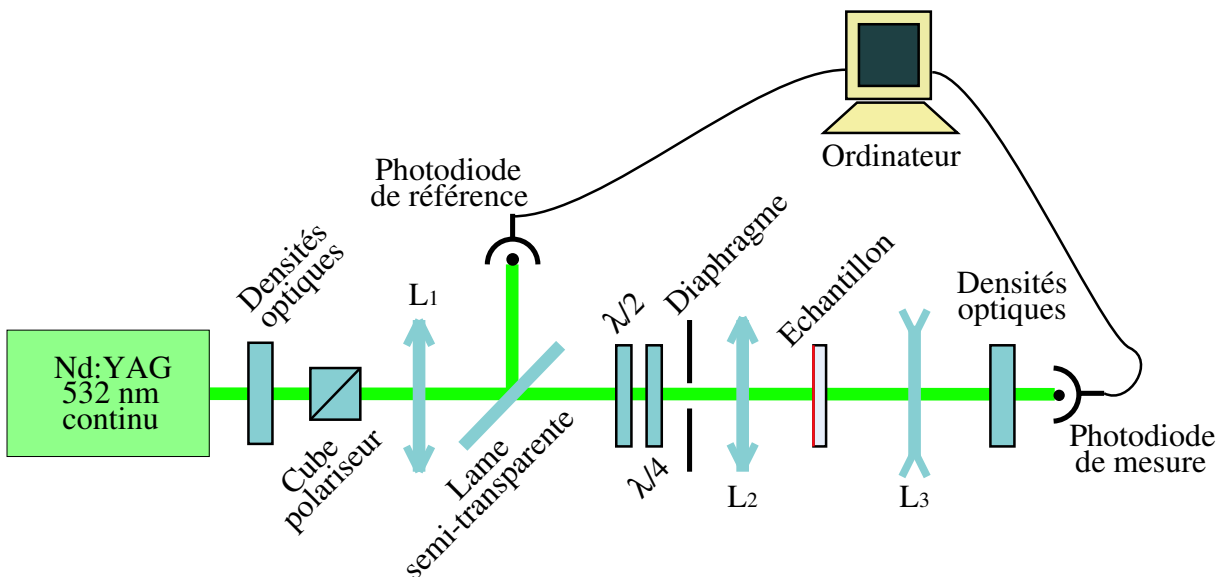 Ordinateur
Photodiode
de référence
Densités
optiques
L1
λ/2
Diaphragme
Echantillon
Densités
optiques
Nd:YAG
532 nm
continu
Cube
polariseur
Lame
semi-transparente
λ/4
L2
L3
Photodiode
de mesure